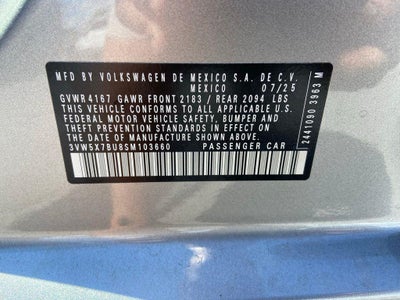 MFD BY VOLKSWAGEN DE MEXICO S.A. DE C.V.
MEXICO 07/25
GVWR 4167 GAWR FRONT 2183 / REAR 2094 LBS
THIS VEHICLE CONFORMS TO ALL APPLICABLE U.S.
FEDERAL MOTOR VEHICLE SAFETY, BUMPER AND
THEFT PREVENTION STANDARDS IN EFFECT ON THE
DATE OF MANUFACTURE SHOWN ABOVE.
3VW5X7BU8SM103660 PASSENGER CAR
2441090 3963 M